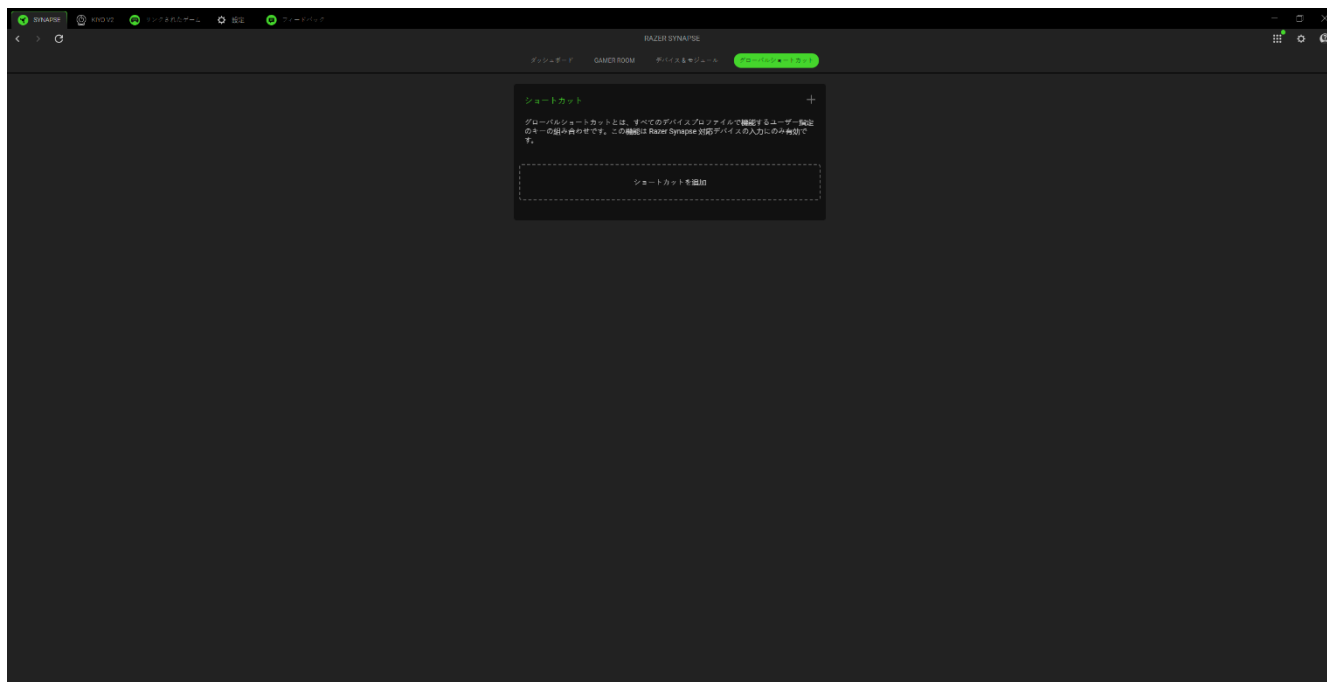 SYNAPSE
KIYO V2
リンクされたゲーム
設定
フィードバック
RAZER SYNAPSE
ダッシュボード
GAMER ROOM
デバイス＆モジュール
グローバルショートカット
ショートカット
グローバルショートカットとは、すべてのデバイスプロファイルで機能するユーザー指定
のキーの組み合わせです。この機能は Razer Synapse 対応デバイスの入力にのみ有効で
す。
ショートカットを追加